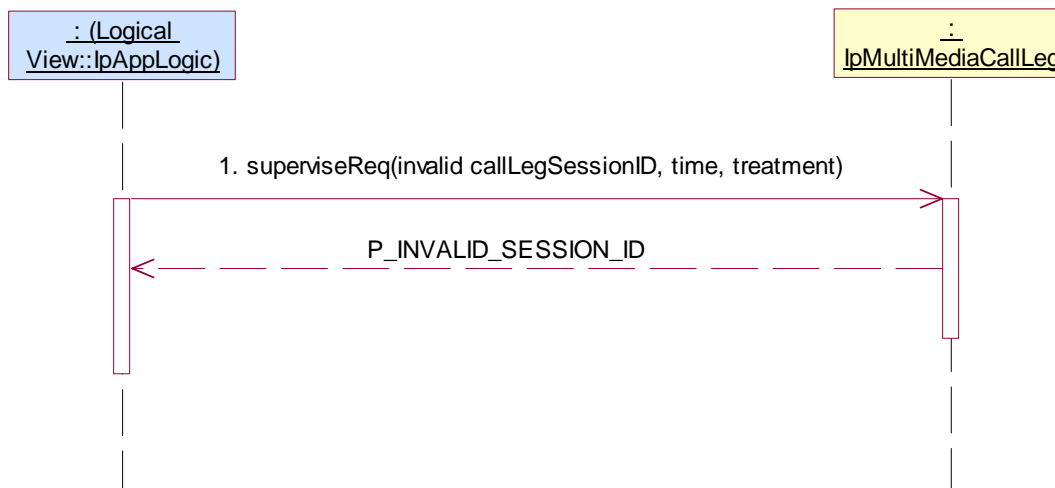 : (Logical
View::IpAppLogic)
:
IpMultiMediaCallLeg
1. superviseReq(invalid callLegSessionID, time, treatment)
P_INVALID_SESSION_ID